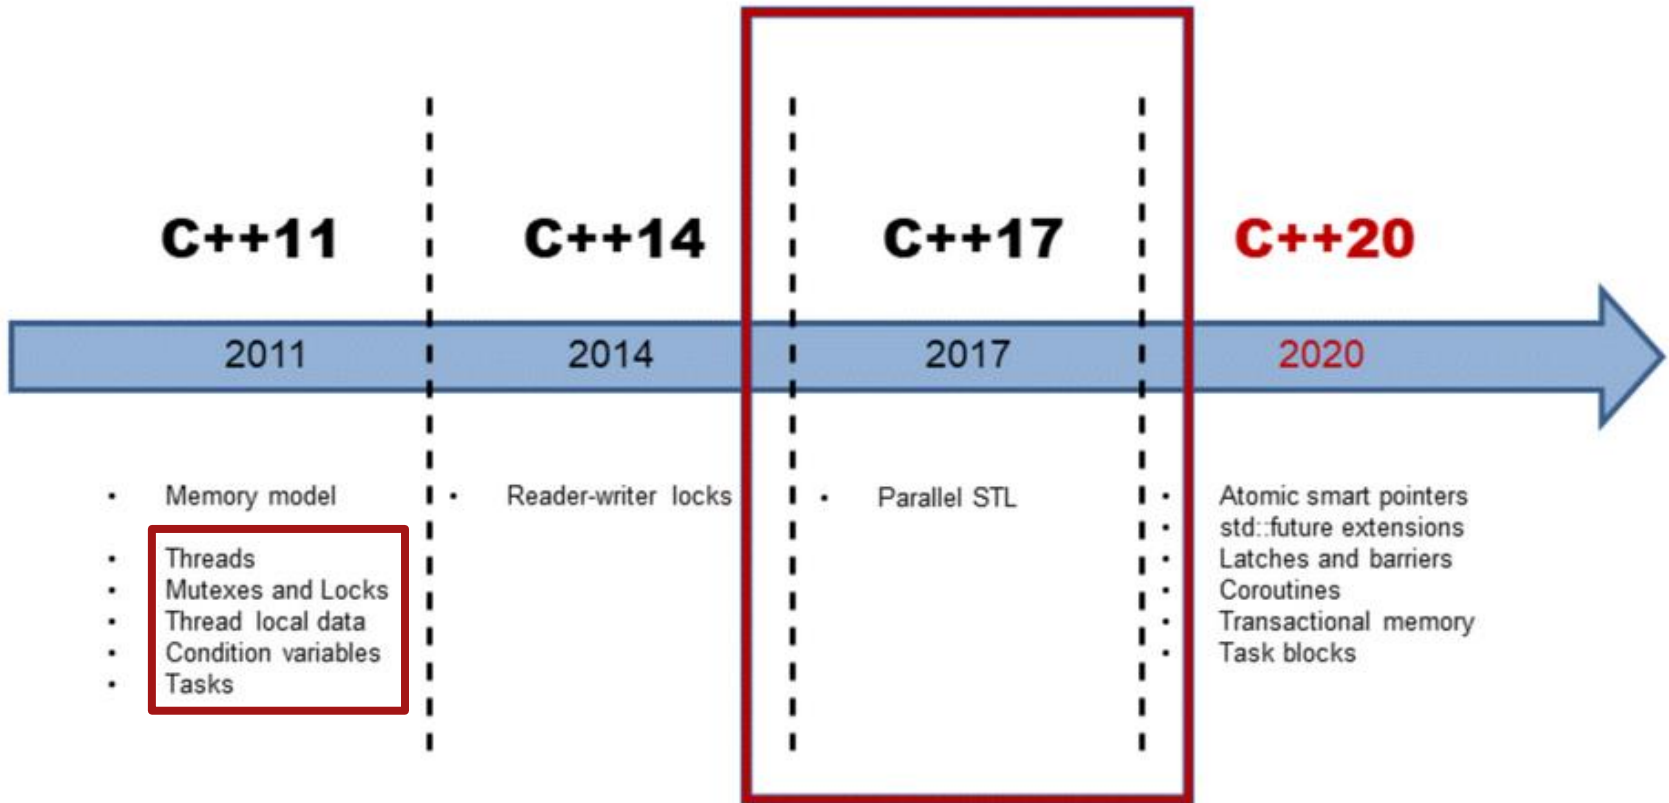 C++11
C++14
C++17
C++20
2011
2014
2017
2020
• Memory model
• Threads
• Mutexes and Locks
• Thread local data
• Condition variables
• Tasks
• Reader-writer locks
• Parallel STL
• Atomic smart pointers
• std::future extensions
• Latches and barriers
• Coroutines
• Transactional memory
• Task blocks